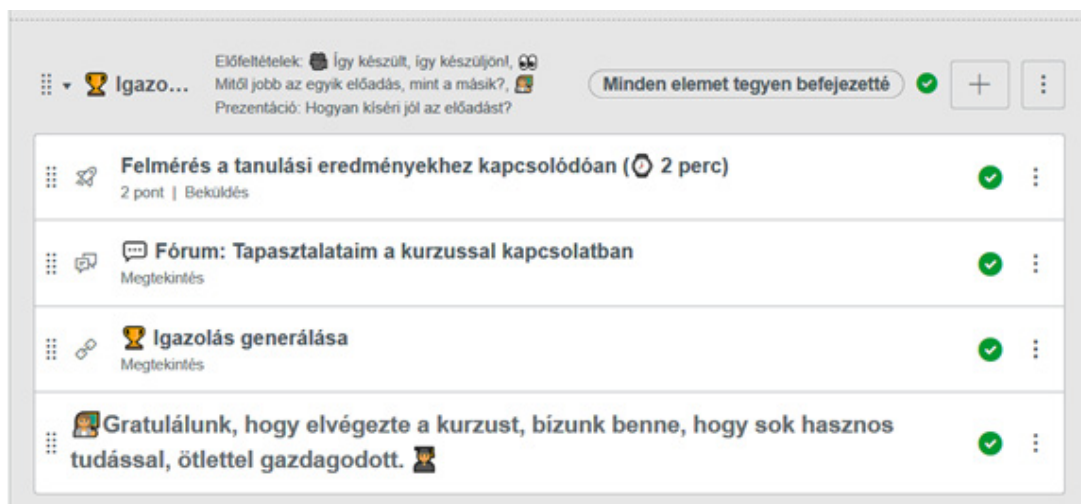 Előfeltételek: Így készült, így készüljön!,
Mitől jobb az egyik előadás, mint a másik?,
Prezentáció: Hogyan kíséri jól az előadást?
Igazo...
Minden elemet tegyen befejezetté
Felmérés a tanulási eredményekhez kapcsolódóan (⌚ 2 perc)
2 pont | Beküldés
💬 Fórum: Tapasztalataim a kurzussal kapcsolatban
Megtekintés
🏆 Igazolás generálása
Megtekintés
Gratulálunk, hogy elvégezte a kurzust, bízunk benne, hogy sok hasznos
tudással, ötlettel gazdagodott.